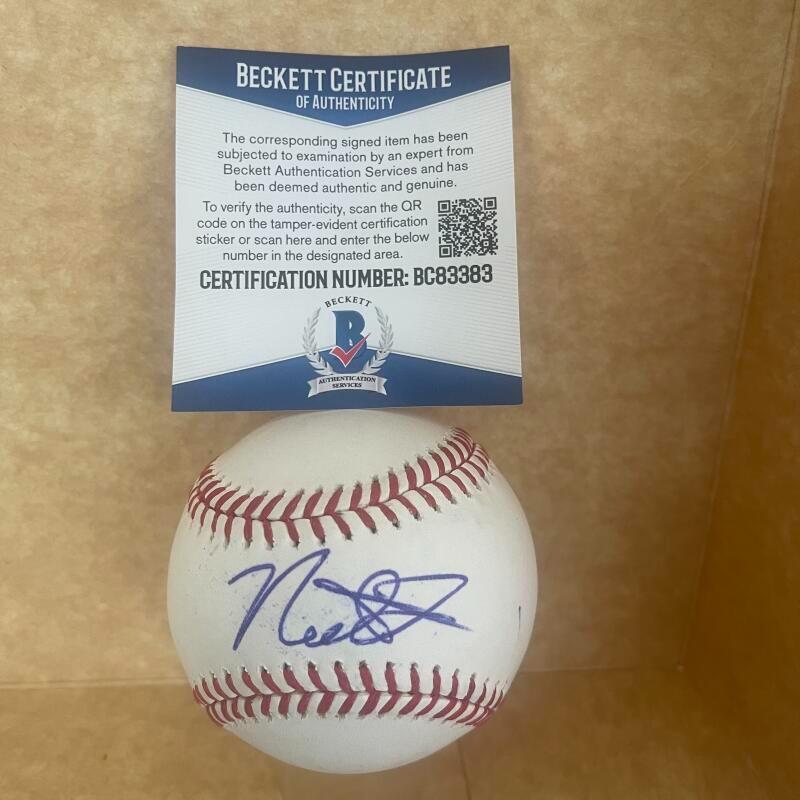 BECKETT CERTIFICATE
OF AUTHENTICITY
The corresponding signed item has been
subjected to examination by an expert from
Beckett Authentication Services and has
been deemed authentic and genuine.
To verify the authenticity, scan the QR
code on the tamper-evident certification
sticker or scan here and enter the below
number in the designated area.
CERTIFICATION NUMBER: BC83383
BECKETT
B
AUTHENTICATION
SERVICES